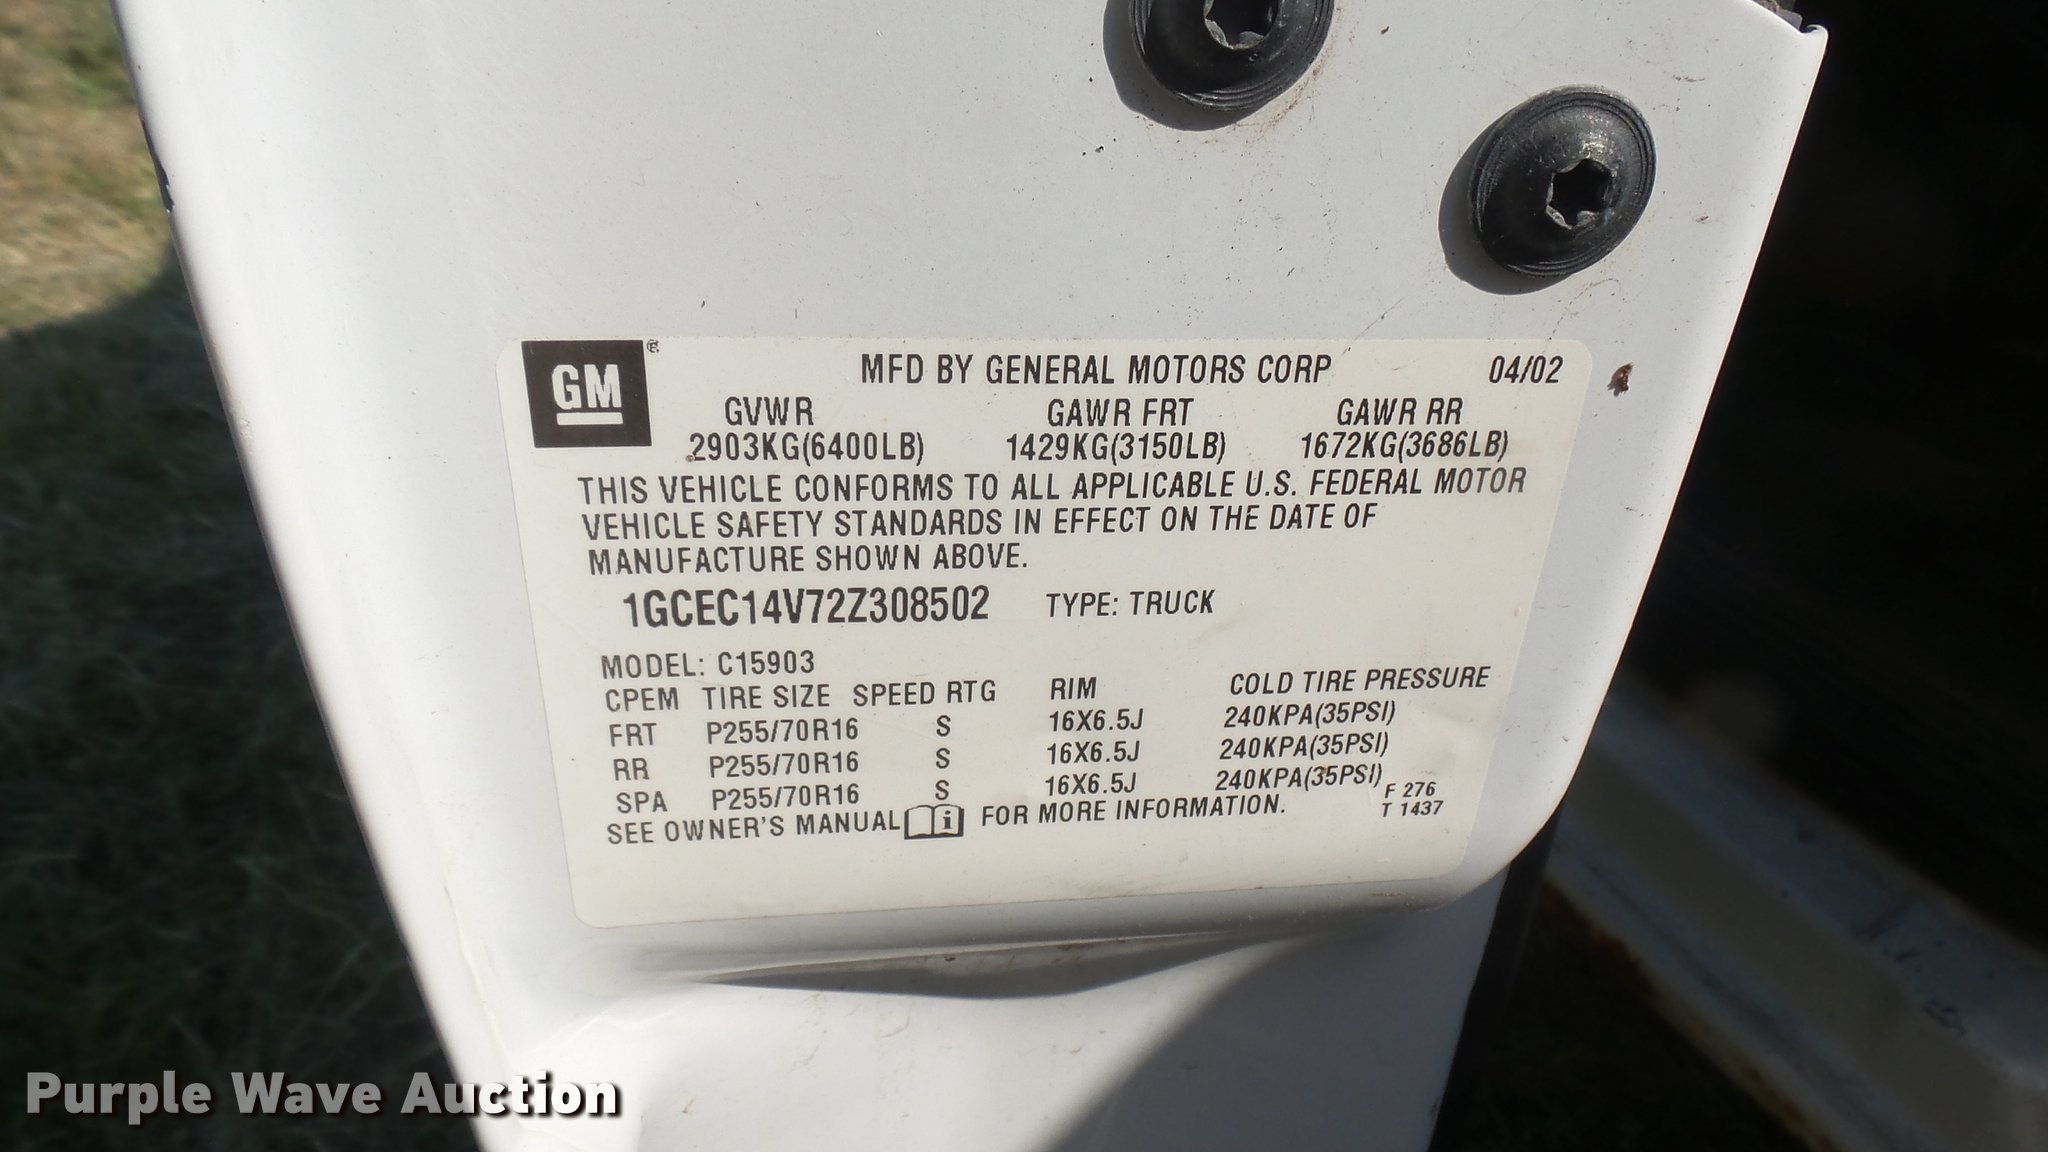 GM
MFD BY GENERAL MOTORS CORP 04/02
GVWR GAWR FRT GAWR RR
2903KG(6400LB) 1429KG(3150LB) 1672KG(3686LB)
THIS VEHICLE CONFORMS TO ALL APPLICABLE U.S. FEDERAL MOTOR
VEHICLE SAFETY STANDARDS IN EFFECT ON THE DATE OF
MANUFACTURE SHOWN ABOVE.
1GCEC14V72Z308502 TYPE: TRUCK
MODEL: C15903
CPEM TIRE SIZE SPEED RTG RIM COLD TIRE PRESSURE
FRT P255/70R16 S 16X6.5J 240KPA(35PSI)
RR P255/70R16 S 16X6.5J 240KPA(35PSI)
SPA P255/70R16 S 16X6.5J 240KPA(35PSI)
SEE OWNER'S MANUAL i FOR MORE INFORMATION.
F 276
T 1437
Purple Wave Auction